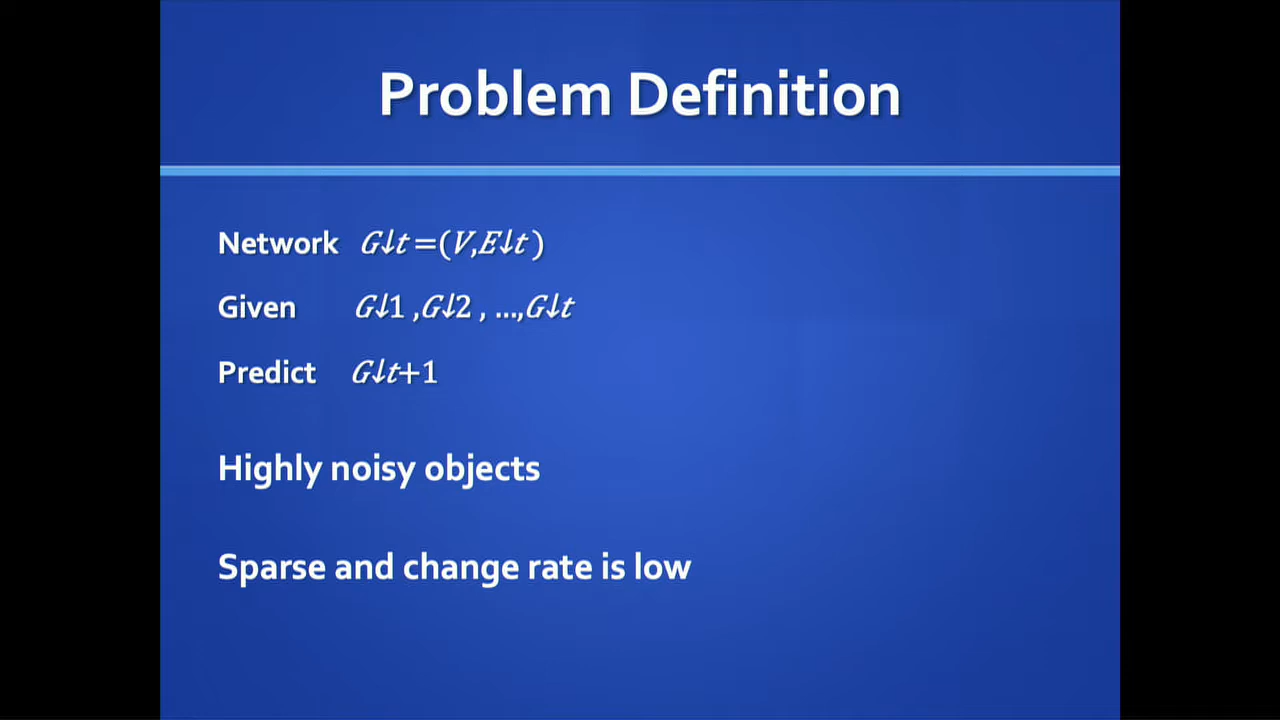 Problem Definition
Network G↓t=(V,E↓t)
Given G↓1 ,G↓2 , ...,G↓t
Predict G↓t+1
Highly noisy objects
Sparse and change rate is low